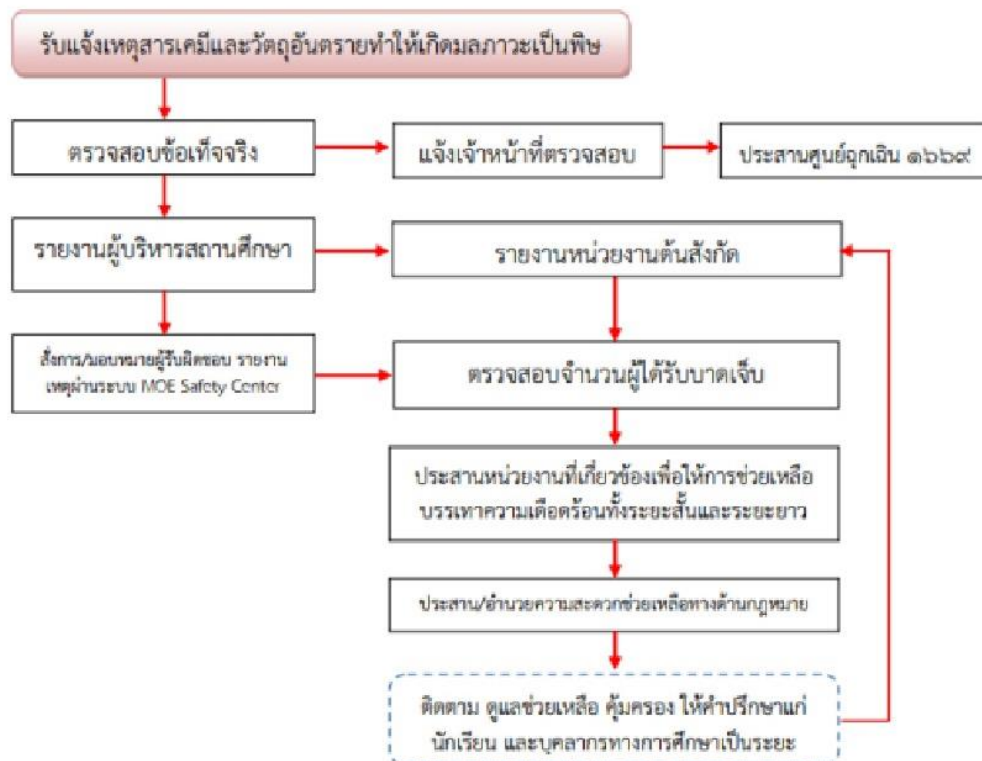 รับแจ้งเหตุสารเคมีและวัตถุอันตรายทำให้เกิดมลภาวะเป็นพิษ
ตรวจสอบข้อเท็จจริง
แจ้งเจ้าหน้าที่ตรวจสอบ
ประสานศูนย์ฉุกเฉิน ๑๖๖๙
รายงานผู้บริหารสถานศึกษา
รายงานหน่วยงานต้นสังกัด
สั่งการ/มอบหมายผู้รับผิดชอบ รายงาน
เหตุผ่านระบบ MOE Safety Center
ตรวจสอบจำนวนผู้ได้รับบาดเจ็บ
ประสานหน่วยงานที่เกี่ยวข้องเพื่อให้การช่วยเหลือ
บรรเทาความเดือดร้อนทั้งระยะสั้นและระยะยาว
ประสาน/อำนวยความสะดวกช่วยเหลือทางด้านกฎหมาย
ติดตาม ดูแลช่วยเหลือ คุ้มครอง ให้คำปรึกษาแก่
นักเรียน และบุคลากรทางการศึกษาเป็นระยะ